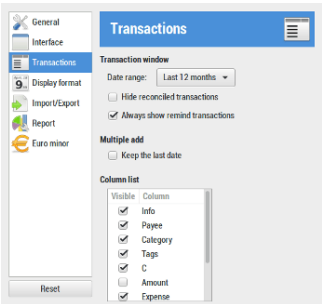 General
Interface
Transactions
Display format
Import/Export
Report
Euro minor
Reset
Transactions
Transaction window
Date range: Last 12 months
Hide reconciled transactions
Always show remind transactions
Multiple add
Keep the last date
Column list
Visible Column
Info
Payee
Category
Tags
C
Amount
Expense